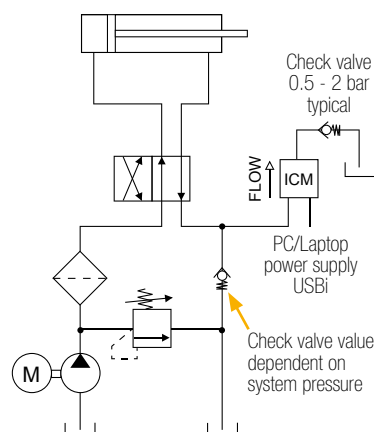 Check valve
0.5 - 2 bar
typical
FLOW
ICM
PC/Laptop
power supply
USBi
Check valve value
dependent on
system pressure
M